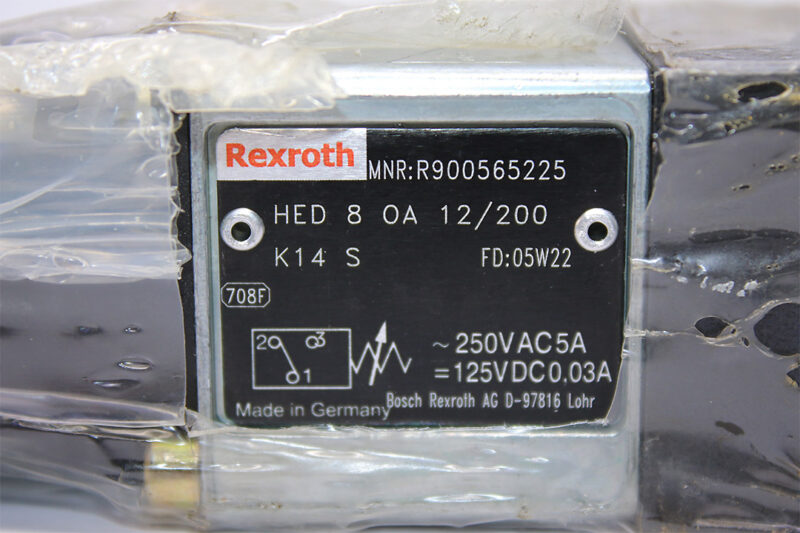 Rexroth MNR:R900565225
HED 8 OA 12/200
K14 S FD:05W22
708F
2 3 ~250VAC5A
1 =125VDC0,03A
Made in Germany Bosch Rexroth AG D-97816 Lohr